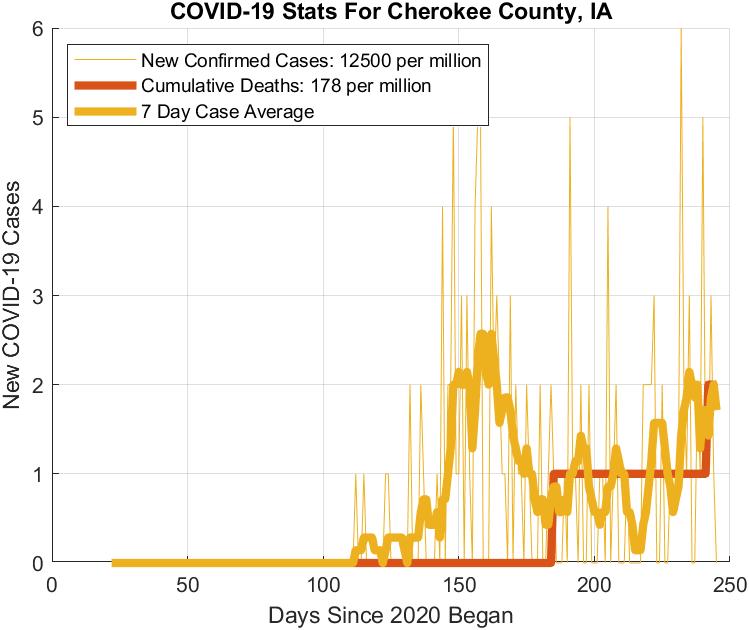 COVID-19 Stats For Cherokee County, IA
New Confirmed Cases: 12500 per million
Cumulative Deaths: 178 per million
7 Day Case Average
New COVID-19 Cases
6
5
4
3
2
1
0
0 50 100 150 200 250
Days Since 2020 Began